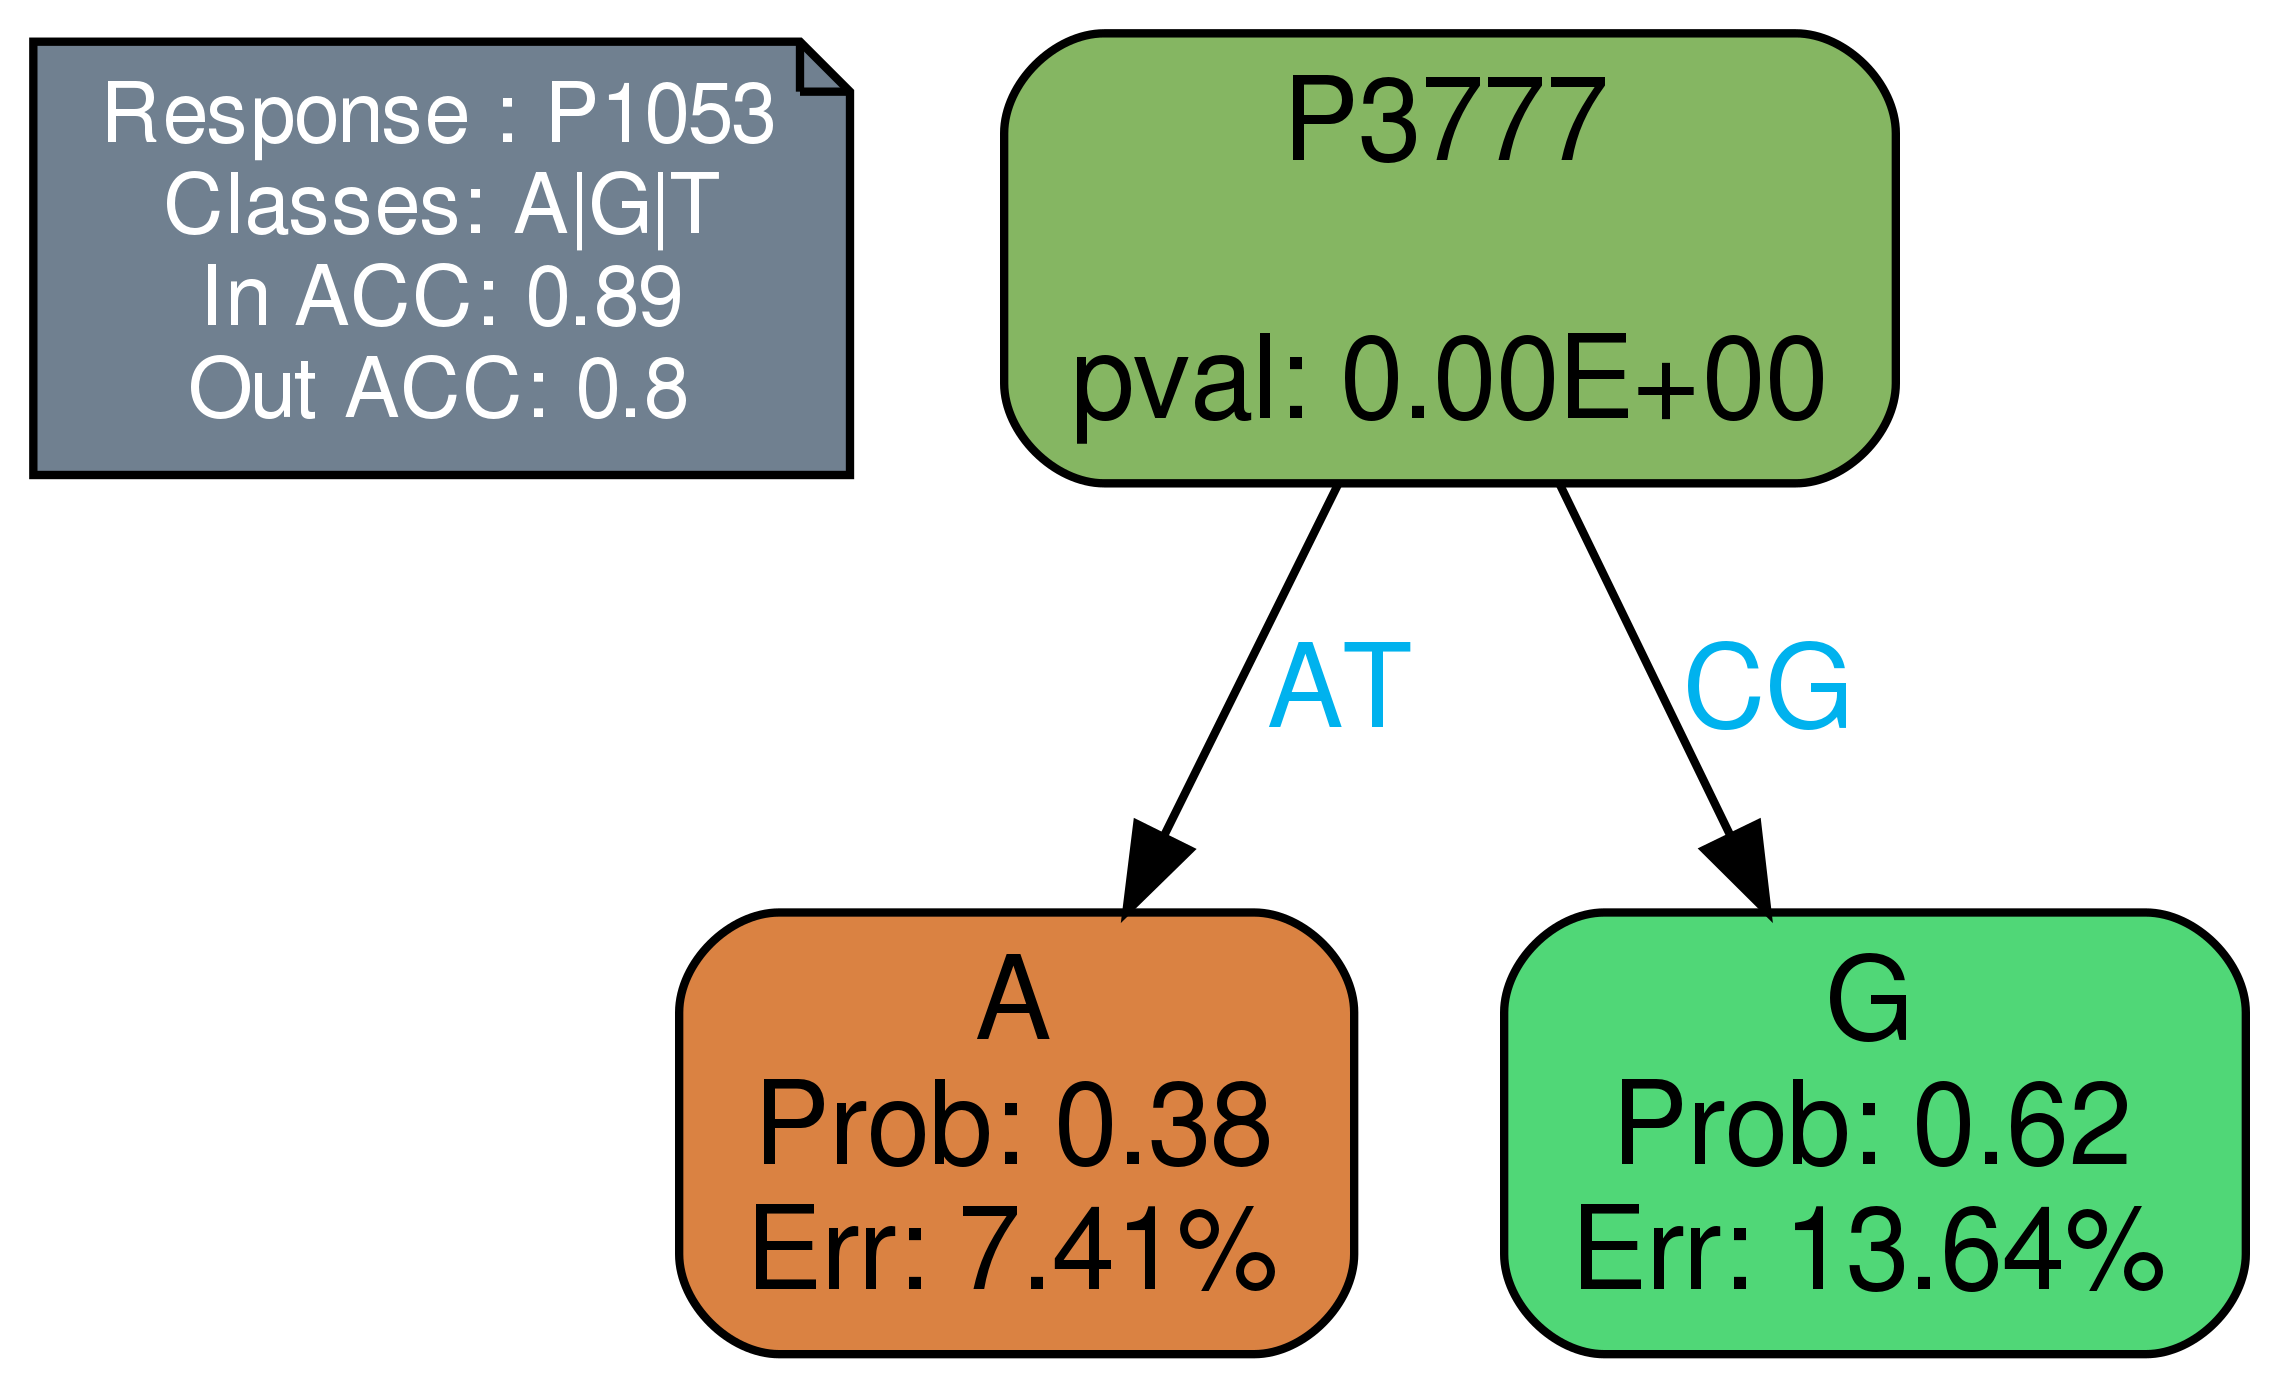 Response : P1053
Classes: A|G|T
In ACC: 0.89
Out ACC: 0.8
P3777
pval: 0.00E+00
AT
CG
A
Prob: 0.38
Err: 7.41%
G
Prob: 0.62
Err: 13.64%